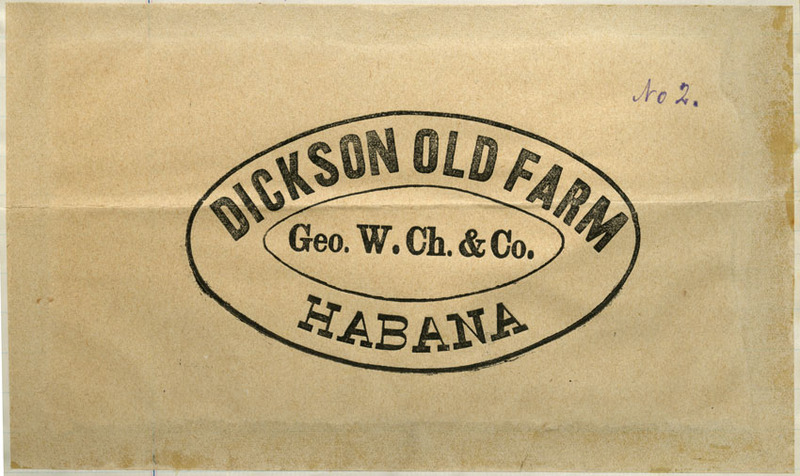 No 2.
DICKSON OLD FARM
Geo. W. Ch. & Co.
HABANA